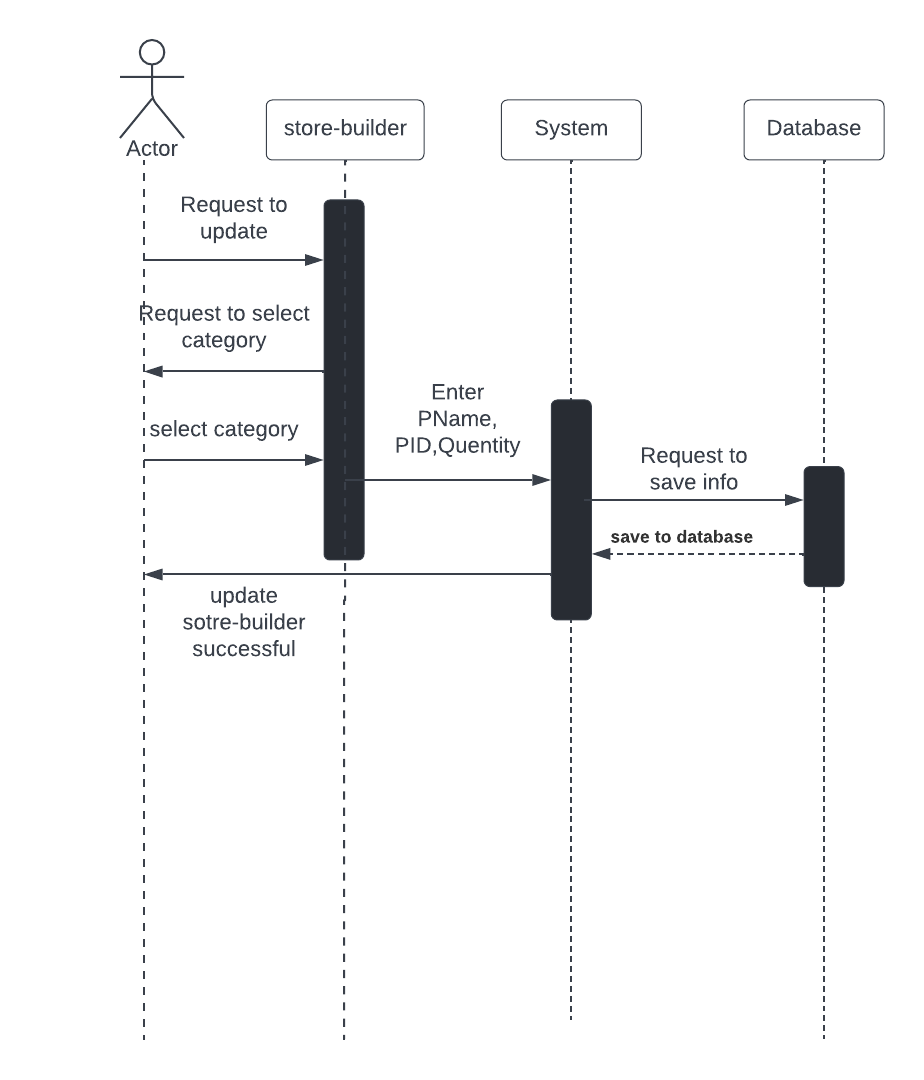 Actor
store-builder
System
Database
Request to
update
Request to select
category
Enter
PName,
PID,Quentity
select category
Request to
save info
save to database
update
sotre-builder
successful